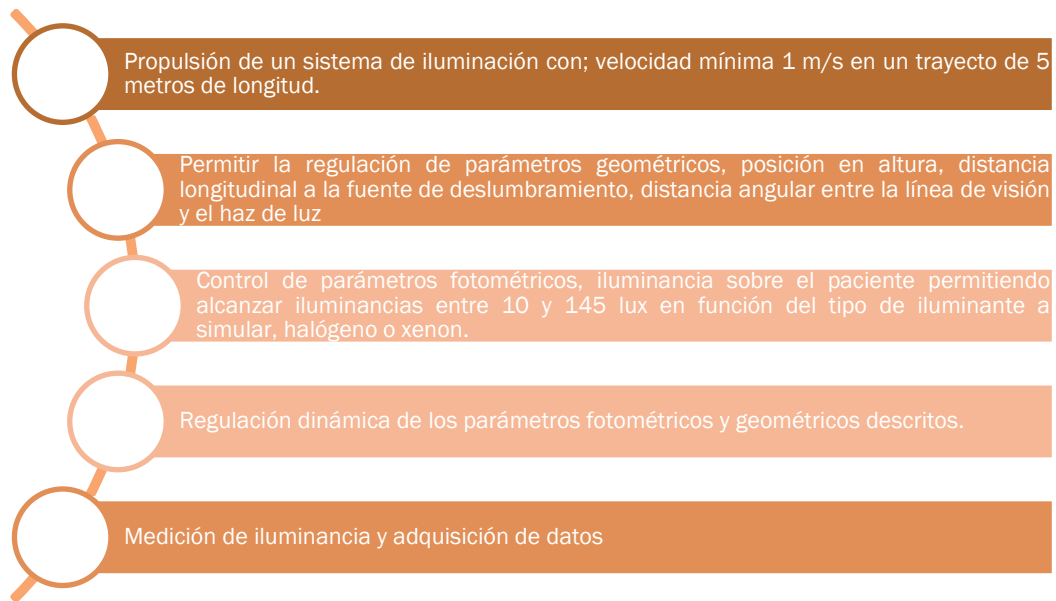 Propulsión de un sistema de iluminación con; velocidad mínima 1 m/s en un trayecto de 5
metros de longitud.
Permitir la regulación de parámetros geométricos, posición en altura, distancia
longitudinal a la fuente de deslumbramiento, distancia angular entre la línea de visión
y el haz de luz
Control de parámetros fotométricos, iluminancia sobre el paciente permitiendo
alcanzar iluminancias entre 10 y 145 lux en función del tipo de iluminante a
simular, halógeno o xenon.
Regulación dinámica de los parámetros fotométricos y geométricos descritos.
Medición de iluminancia y adquisición de datos